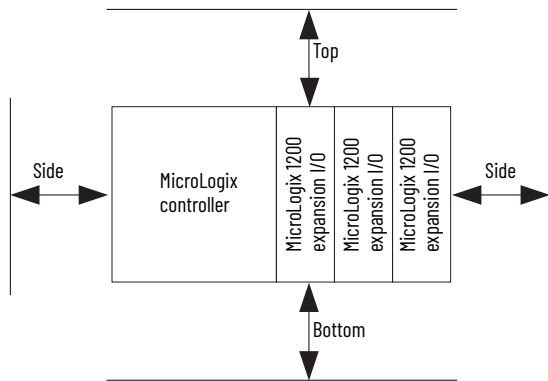 Top
Side
MicroLogix
controller
MicroLogix 1200
expansion I/O
MicroLogix 1200
expansion I/O
MicroLogix 1200
expansion I/O
Side
Bottom